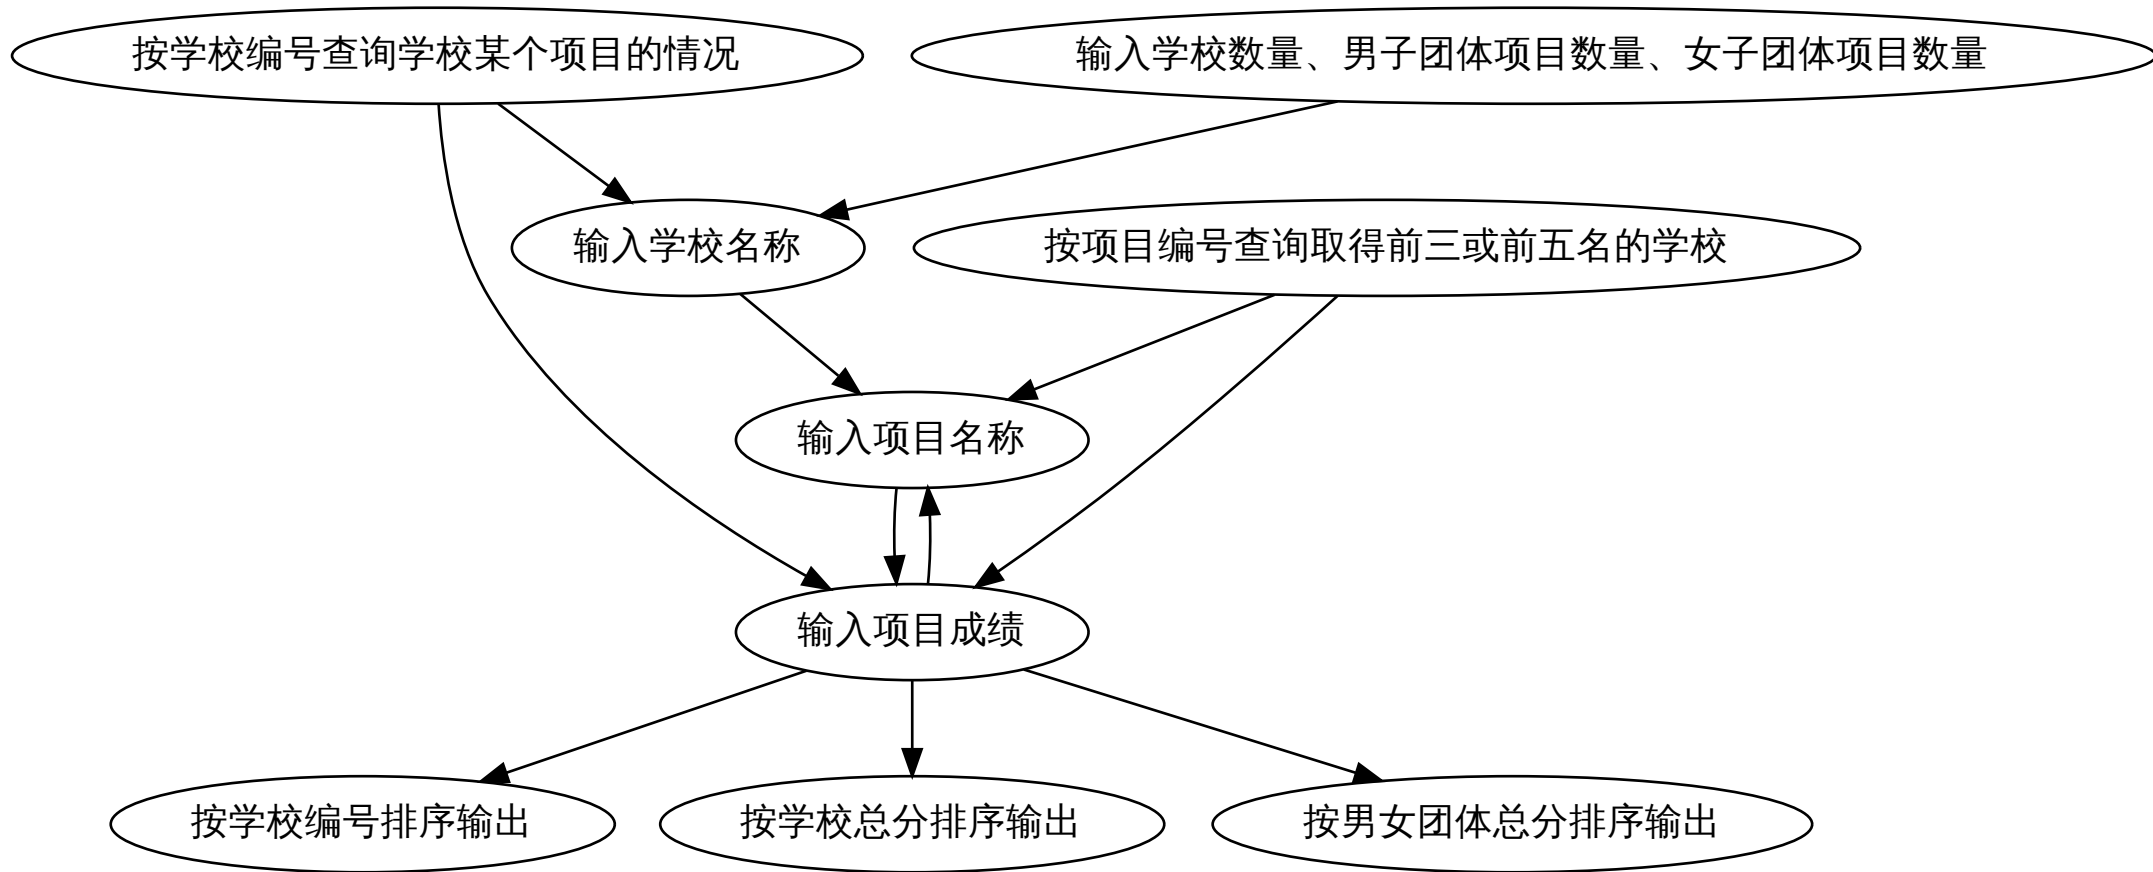 按学校编号查询学校某个项目的情况
输入学校数量、男子团体项目数量、女子团体项目数量
输入学校名称
按项目编号查询取得前三或前五名的学校
输入项目名称
输入项目成绩
按学校编号排序输出
按学校总分排序输出
按男女团体总分排序输出